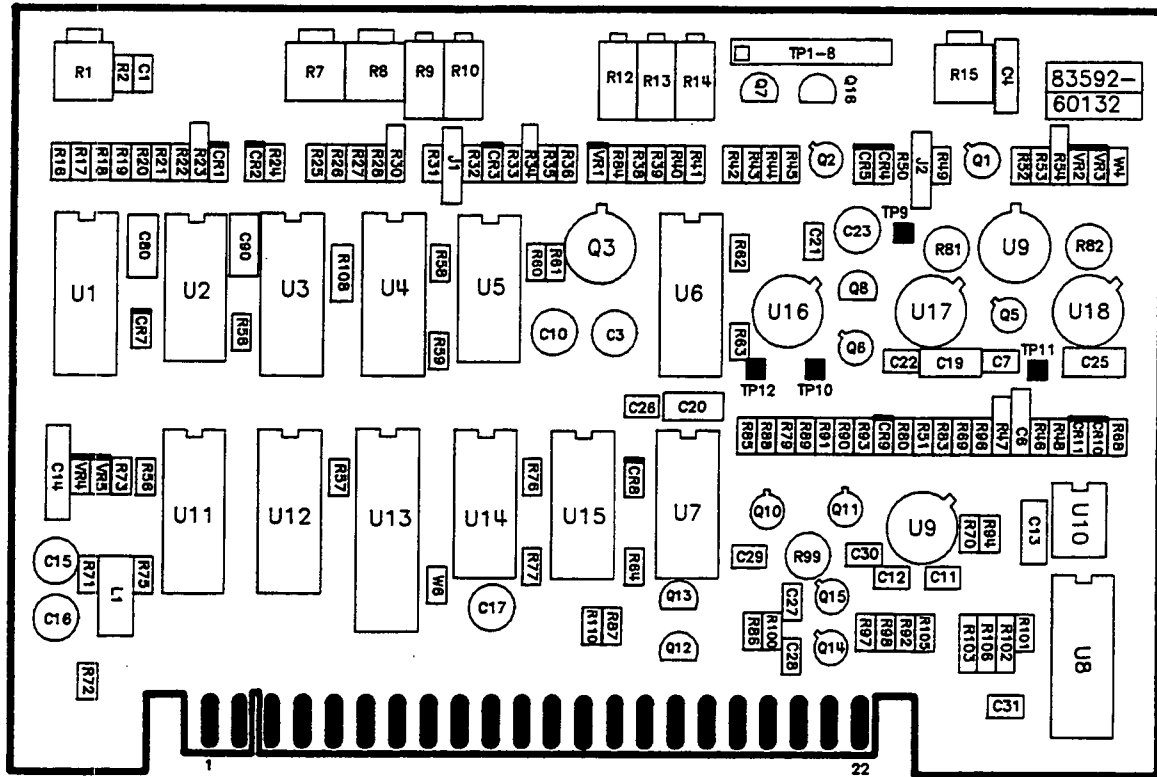 R1 R2 C1 R7 R8 R9 R10 R12 R13 R14 TP1-8 Q7 Q16 R15 C4 83592-
60132
R16 R17 R18 R19 R20 R21 R22 R23 CR1 CR2 R24 R25 R26 R27 R28 R30 R31 J1 R32 CR3 R33 R34 R35 R36 VR1 R84 R38 R39 R40 R41 R42 R43 R44 R45 Q2 CR5 CR4 R50 J2 R49 Q1 R52 R53 R54 VR2 VR3 W4
U1 C80 U2 C90 U3 R108 U4 R58 U5 R60 R61 Q3 U6 R62 C21 C23 TP9 R81 U9 R82
CR7 R56 R59 C10 C3 R63 U16 Q8 U17 Q5 U18
Q6 C22 C19 C7 TP11 C25
TP12 TP10
C26 C20
R85 R88 R79 R89 R91 R90 R93 CR9 R80 R51 R83 R69 R96 R47 C6 R46 R48 CR11 CR10 R68
C14 VR4 VR5 R73 R56 U11 U12 R57 U13 U14 R76 U15 CR8 U7 Q10 Q11 U9 R70 R94 C13 U10
C15 R71 L1 R75 W6 R77 R64 C29 R99 C30 C12 C11
C16 C17 R110 R87 Q13 C27 Q15
Q12 R86 R100 C28 Q14 R97 R98 R92 R105 R103 R106 R102 R101 U8
R72 C31
1 22